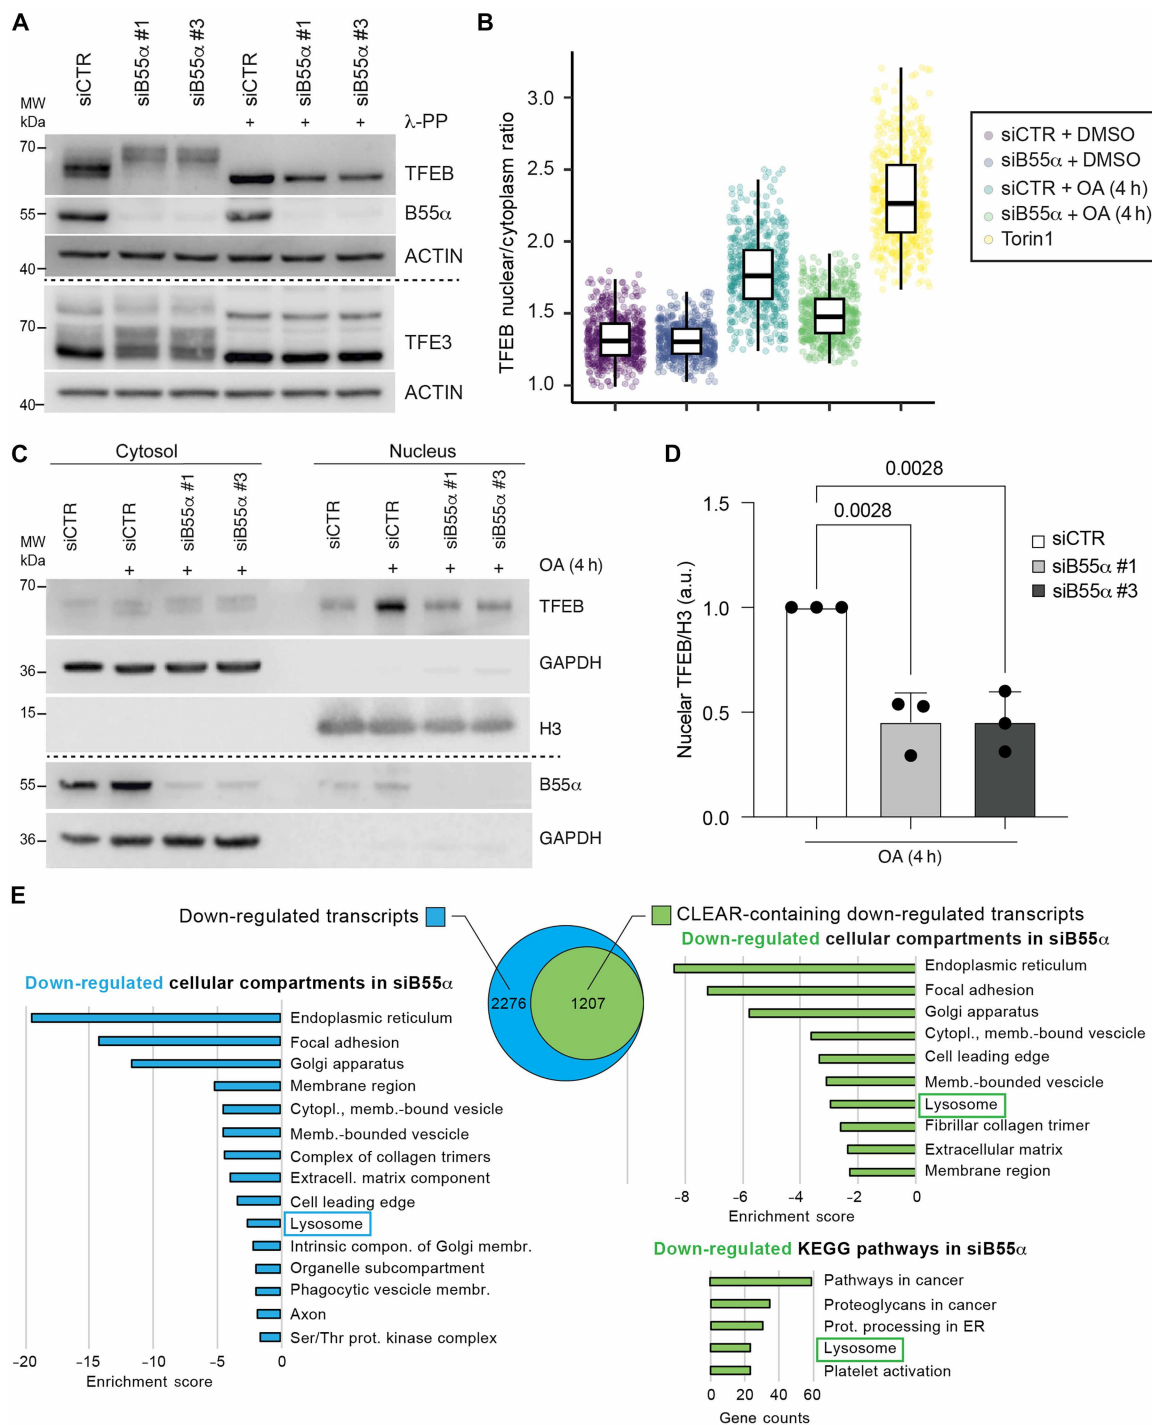 A
siCTR
siB55α #1
siB55α #3
siCTR
siB55α #1
siB55α #3
MW
kDa
+ + + λ-PP
70
TFEB
55
B55α
ACTIN
40
70
TFE3
ACTIN
40
B
TFEB nuclear/cytoplasm ratio
3.0
2.5
2.0
1.5
1.0
siCTR + DMSO
siB55α + DMSO
siCTR + OA (4 h)
siB55α + OA (4 h)
Torin1
C
Cytosol Nucleus
siCTR
siCTR
siB55α #1
siB55α #3
siCTR
siCTR
siB55α #1
siB55α #3
MW
kDa
+ + + + + + OA (4 h)
70
TFEB
GAPDH
36
15
H3
55
B55α
36
GAPDH
D
Nucelar TFEB/H3 (a.u.)
1.5
1.0
0.5
0.0
0.0028
0.0028
siCTR
siB55α #1
siB55α #3
OA (4 h)
E
Down-regulated transcripts
CLEAR-containing down-regulated transcripts
2276
1207
Down-regulated cellular compartments in siB55α
Endoplasmic reticulum
Focal adhesion
Golgi apparatus
Membrane region
Cytopl., memb.-bound vesicle
Memb.-bounded vescicle
Complex of collagen trimers
Extracell. matrix component
Cell leading edge
Lysosome
Intrinsic compon. of Golgi membr.
Organelle subcompartment
Phagocytic vescicle membr.
Axon
Ser/Thr prot. kinase complex
−20 −15 −10 −5 0
Enrichment score
Down-regulated cellular compartments in siB55α
Endoplasmic reticulum
Focal adhesion
Golgi apparatus
Cytopl., memb.-bound vescicle
Cell leading edge
Memb.-bounded vescicle
Lysosome
Fibrillar collagen trimer
Extracellular matrix
Membrane region
−8 −6 −4 −2 0
Enrichment score
Down-regulated KEGG pathways in siB55α
Pathways in cancer
Proteoglycans in cancer
Prot. processing in ER
Lysosome
Platelet activation
0 20 40 60
Gene counts